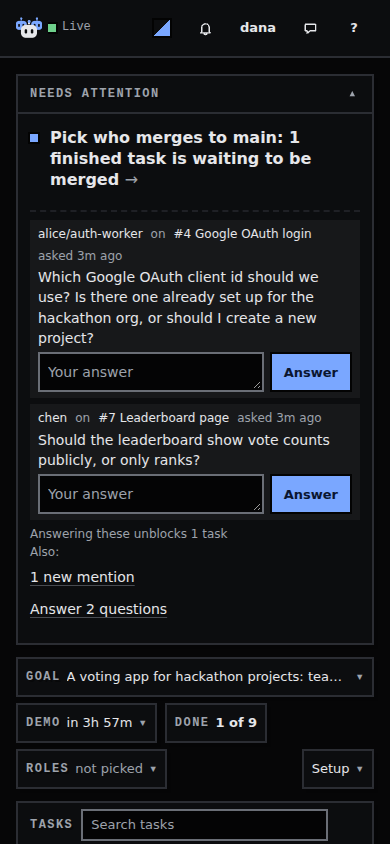 Live
dana
?
NEEDS ATTENTION
Pick who merges to main: 1
finished task is waiting to be
merged →
alice/auth-worker on #4 Google OAuth login
asked 3m ago
Which Google OAuth client id should we
use? Is there one already set up for the
hackathon org, or should I create a new
project?
Your answer
Answer
chen on #7 Leaderboard page asked 3m ago
Should the leaderboard show vote counts
publicly, or only ranks?
Your answer
Answer
Answering these unblocks 1 task
Also:
1 new mention
Answer 2 questions
GOAL A voting app for hackathon projects: tea...
DEMO in 3h 57m
DONE 1 of 9
ROLES not picked
Setup
TASKS
Search tasks